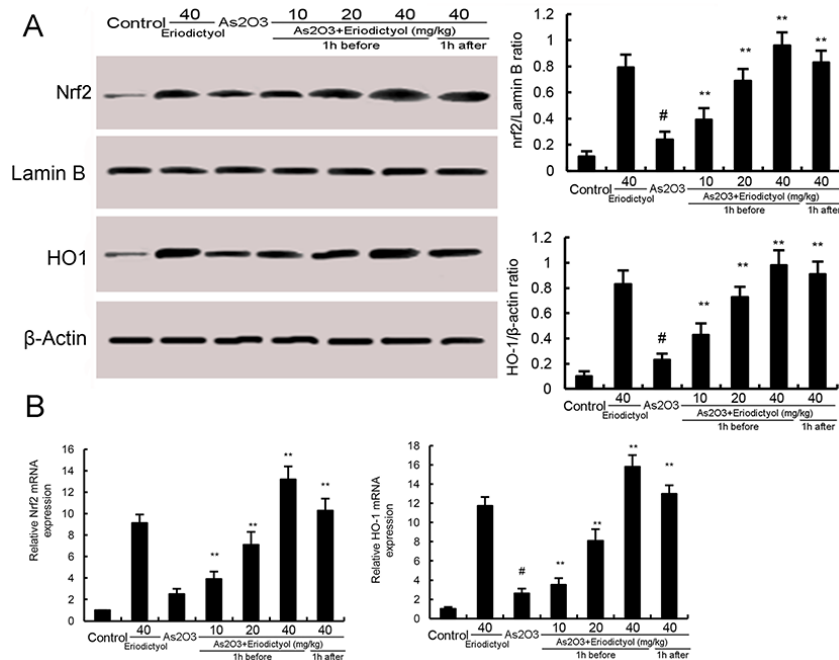 A
Control
40
Eriodictyol
As2O3
10 20 40 40
As2O3+Eriodictyol (mg/kg)
1h before 1h after
Nrf2
Lamin B
HO1
β-Actin
nrf2/Lamin B ratio
1.2
1
0.8
0.6
0.4
0.2
0
#
**
**
**
**
Control
40
Eriodictyol
As2O3
10 20 40 40
As2O3+Eriodictyol (mg/kg)
1h before 1h after
HO-1/β-actin ratio
1.2
1
0.8
0.6
0.4
0.2
0
#
**
**
**
**
Control
40
Eriodictyol
As2O3
10 20 40 40
As2O3+Eriodictyol (mg/kg)
1h before 1h after
B
Relative Nrf2 mRNA
expression
16
14
12
10
8
6
4
2
0
**
**
**
**
Control
40
Eriodictyol
As2O3
10 20 40 40
As2O3+Eriodictyol (mg/kg)
1h before 1h after
Relative HO-1 mRNA
expression
18
16
14
12
10
8
6
4
2
0
#
**
**
**
**
Control
40
Eriodictyol
As2O3
10 20 40 40
As2O3+Eriodictyol (mg/kg)
1h before 1h after